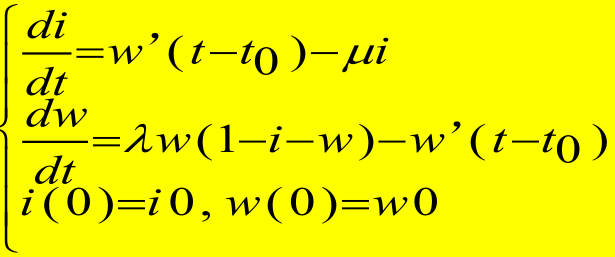 di/dt=w’(t−t0)−μi
dw/dt=λw(1−i−w)−w’(t−t0)
i(0)=i0, w(0)=w0